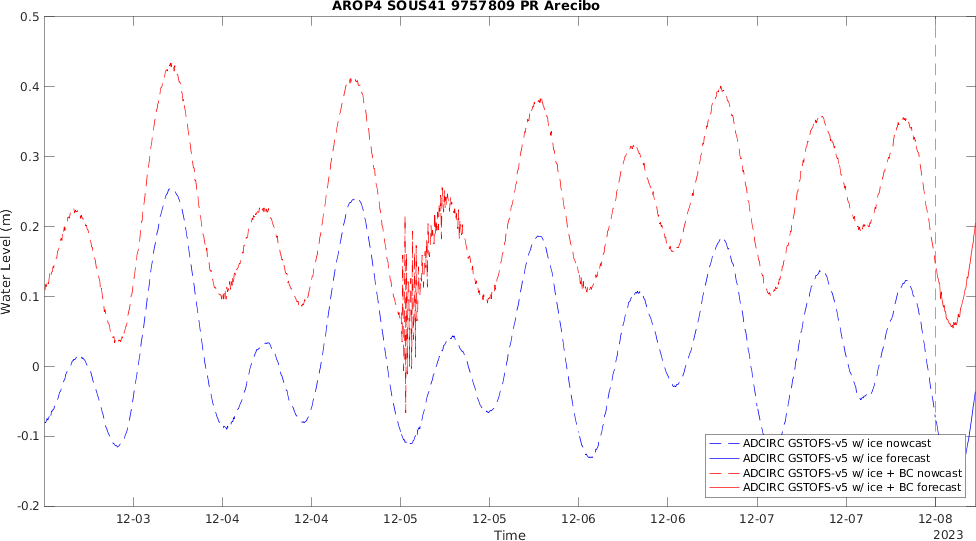 AROP4 SOUS41 9757809 PR Arecibo
0.5
0.4
0.3
0.2
0.1
0
-0.1
-0.2
Water Level (m)
ADCIRC GSTOFS-v5 w/ ice nowcast
ADCIRC GSTOFS-v5 w/ ice forecast
ADCIRC GSTOFS-v5 w/ ice + BC nowcast
ADCIRC GSTOFS-v5 w/ ice + BC forecast
12-03 12-04 12-04 12-05 12-05 12-06 12-06 12-07 12-07 12-08
Time
2023